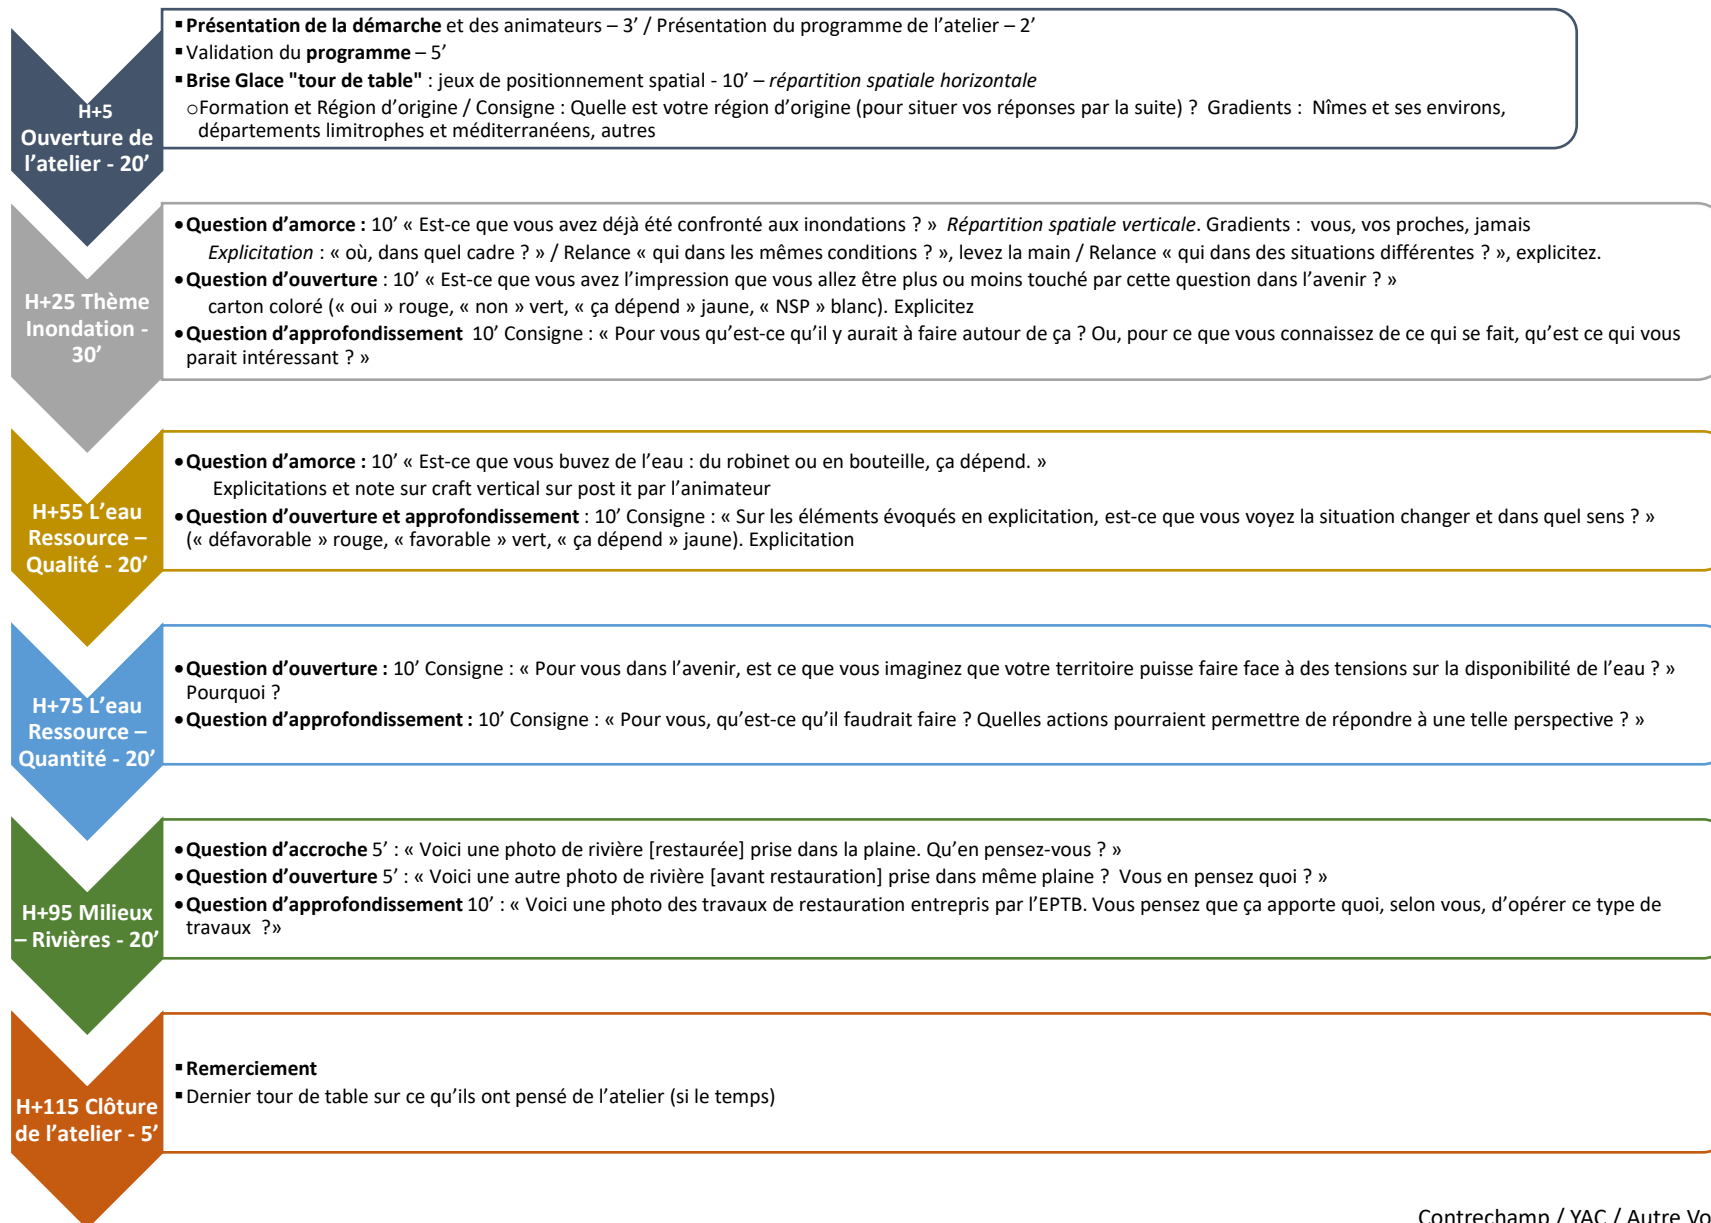 ▪Présentation de la démarche et des animateurs – 3’ / Présentation du programme de l’atelier – 2’
▪Validation du programme – 5’
▪Brise Glace "tour de table" : jeux de positionnement spatial - 10’ – répartition spatiale horizontale
oFormation et Région d’origine / Consigne : Quelle est votre région d’origine (pour situer vos réponses par la suite) ? Gradients : Nîmes et ses environs,
départements limitrophes et méditerranéens, autres
H+5
Ouverture de
l’atelier - 20’
•Question d’amorce : 10’ « Est-ce que vous avez déjà été confronté aux inondations ? » Répartition spatiale verticale. Gradients : vous, vos proches, jamais
Explicitation : « où, dans quel cadre ? » / Relance « qui dans les mêmes conditions ? », levez la main / Relance « qui dans des situations différentes ? », explicitez.
•Question d’ouverture : 10’ « Est-ce que vous avez l’impression que vous allez être plus ou moins touché par cette question dans l’avenir ? »
carton coloré (« oui » rouge, « non » vert, « ça dépend » jaune, « NSP » blanc). Explicitez
•Question d’approfondissement 10’ Consigne : « Pour vous qu’est-ce qu’il y aurait à faire autour de ça ? Ou, pour ce que vous connaissez de ce qui se fait, qu’est ce qui vous
parait intéressant ? »
H+25 Thème
Inondation -
30’
•Question d’amorce : 10’ « Est-ce que vous buvez de l’eau : du robinet ou en bouteille, ça dépend. »
Explicitations et note sur craft vertical sur post it par l’animateur
•Question d’ouverture et approfondissement : 10’ Consigne : « Sur les éléments évoqués en explicitation, est-ce que vous voyez la situation changer et dans quel sens ? »
(« défavorable » rouge, « favorable » vert, « ça dépend » jaune). Explicitation
H+55 L’eau
Ressource –
Qualité - 20’
•Question d’ouverture : 10’ Consigne : « Pour vous dans l’avenir, est ce que vous imaginez que votre territoire puisse faire face à des tensions sur la disponibilité de l’eau ? »
Pourquoi ?
•Question d’approfondissement : 10’ Consigne : « Pour vous, qu’est-ce qu’il faudrait faire ? Quelles actions pourraient permettre de répondre à une telle perspective ? »
H+75 L’eau
Ressource –
Quantité - 20’
•Question d’accroche 5’ : « Voici une photo de rivière [restaurée] prise dans la plaine. Qu’en pensez-vous ? »
•Question d’ouverture 5’ : « Voici une autre photo de rivière [avant restauration] prise dans même plaine ? Vous en pensez quoi ? »
•Question d’approfondissement 10’ : « Voici une photo des travaux de restauration entrepris par l’EPTB. Vous pensez que ça apporte quoi, selon vous, d’opérer ce type de
travaux ?»
H+95 Milieux
– Rivières - 20’
▪Remerciement
▪Dernier tour de table sur ce qu’ils ont pensé de l’atelier (si le temps)
H+115 Clôture
de l’atelier - 5’
Contrechamp / YAC / Autre Vo